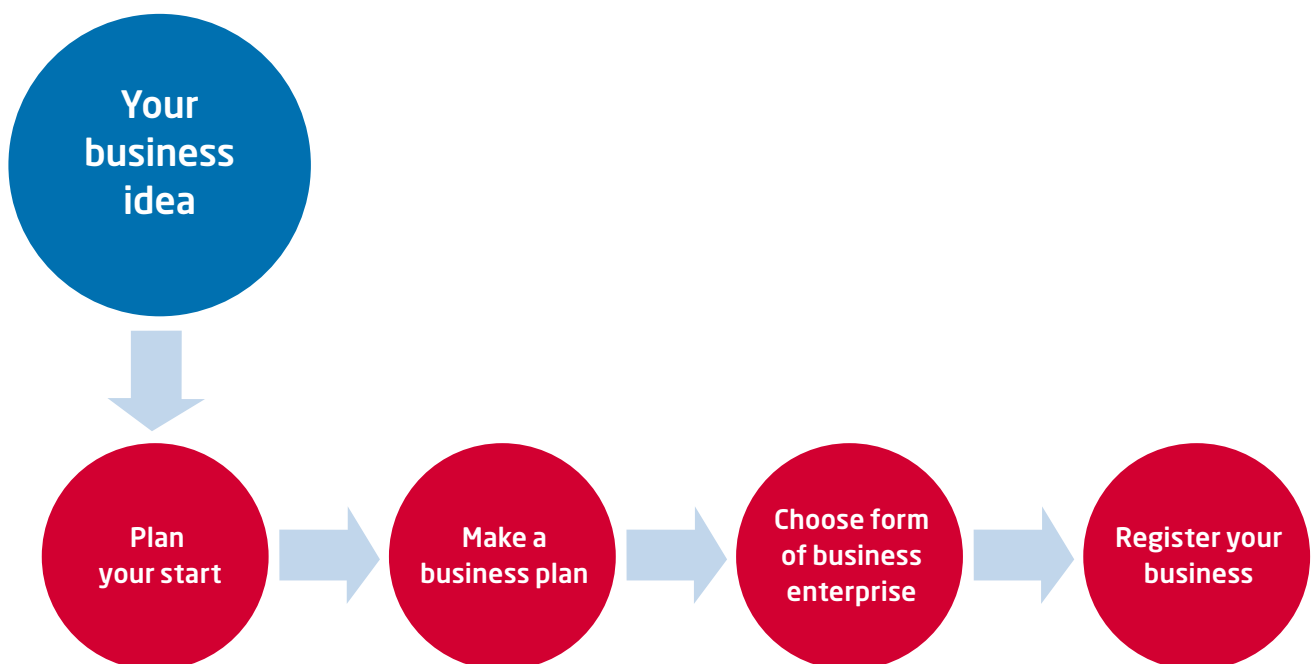 Your
business
idea
Plan
your start
Make a
business plan
Choose form
of business
enterprise
Register your
business